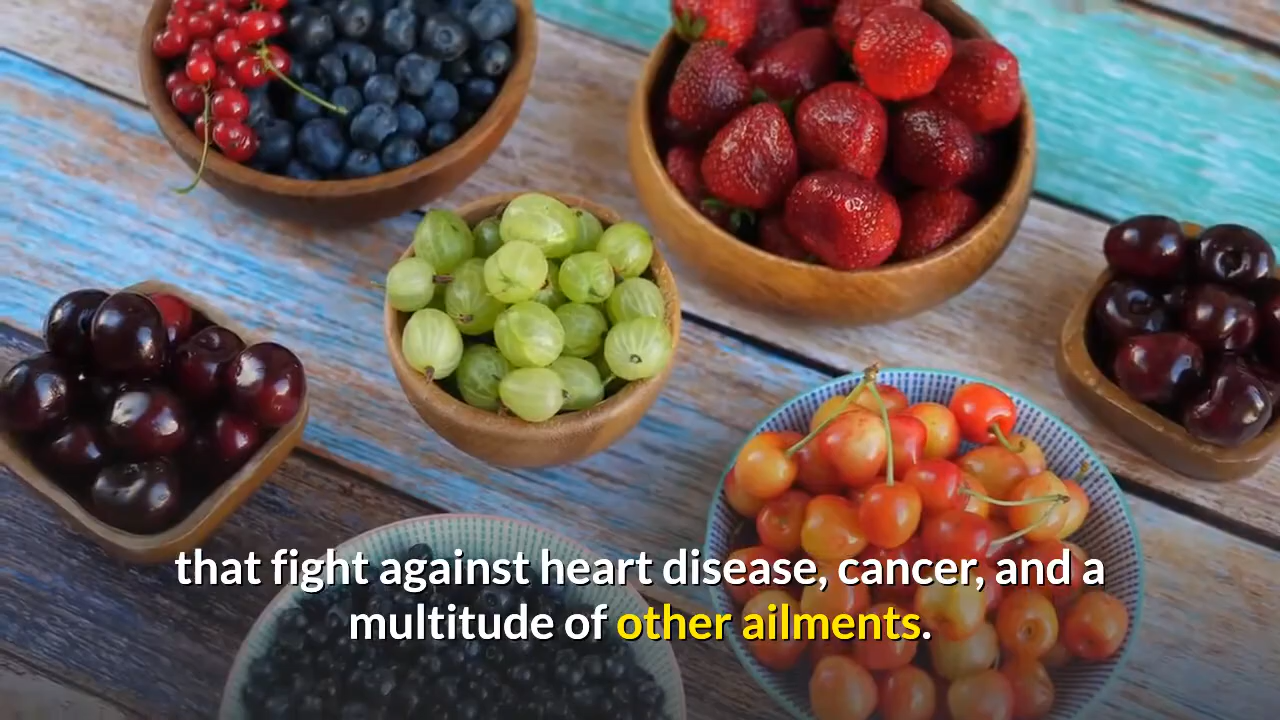 that fight against heart disease, cancer, and a
multitude of other ailments.